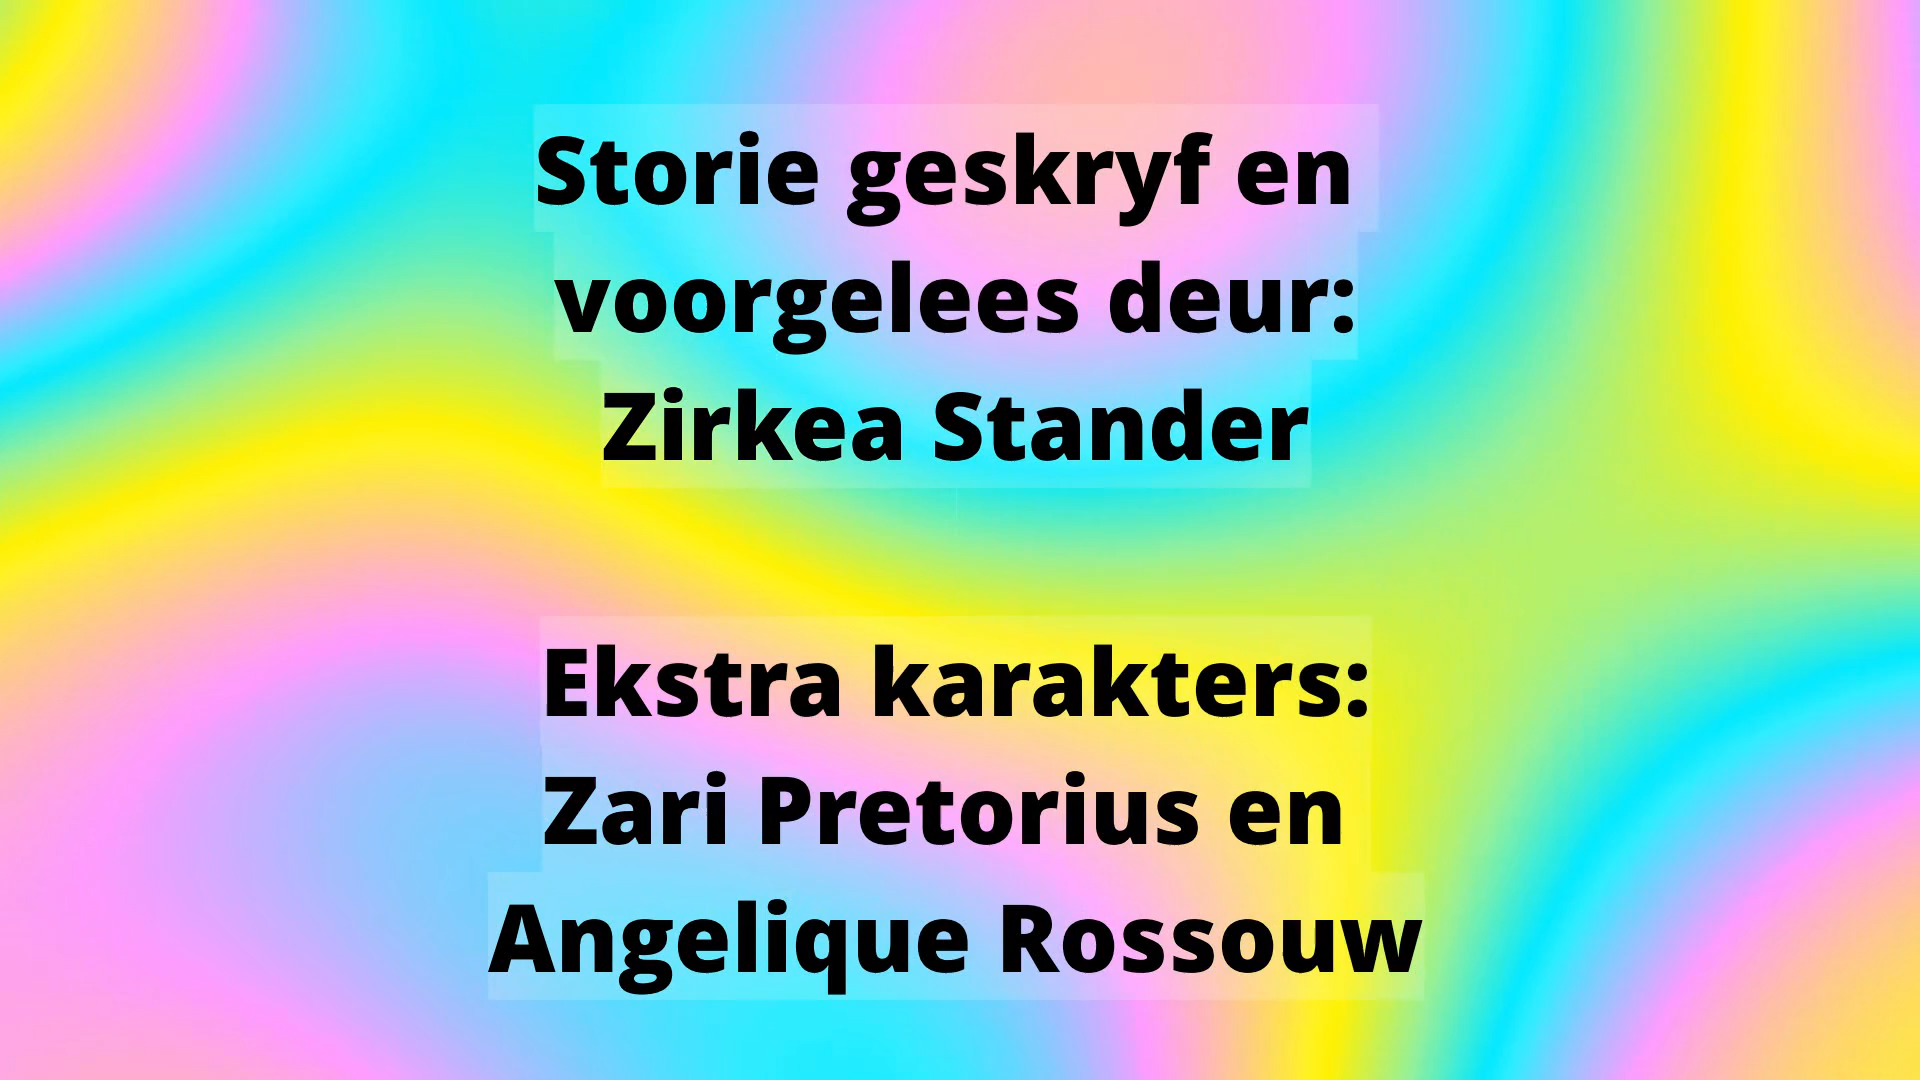 Storie geskryf en
voorgelees deur:
Zirkea Stander
Ekstra karakters:
Zari Pretorius en
Angelique Rossouw